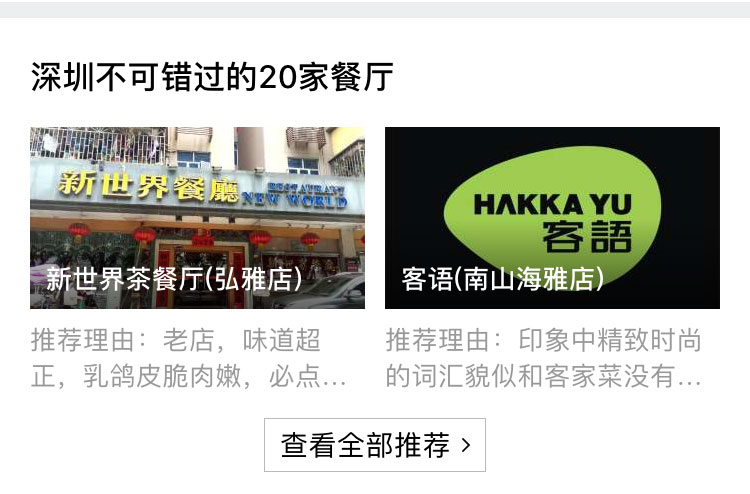 深圳不可错过的20家餐厅
新世界餐廳
RESTAURANT
NEW WORLD
新世界茶餐厅(弘雅店)
HAKKA YU
客語
客语(南山海雅店)
推荐理由：老店，味道超
正，乳鸽皮脆肉嫩，必点...
推荐理由：印象中精致时尚
的词汇貌似和客家菜没有...
查看全部推荐 >